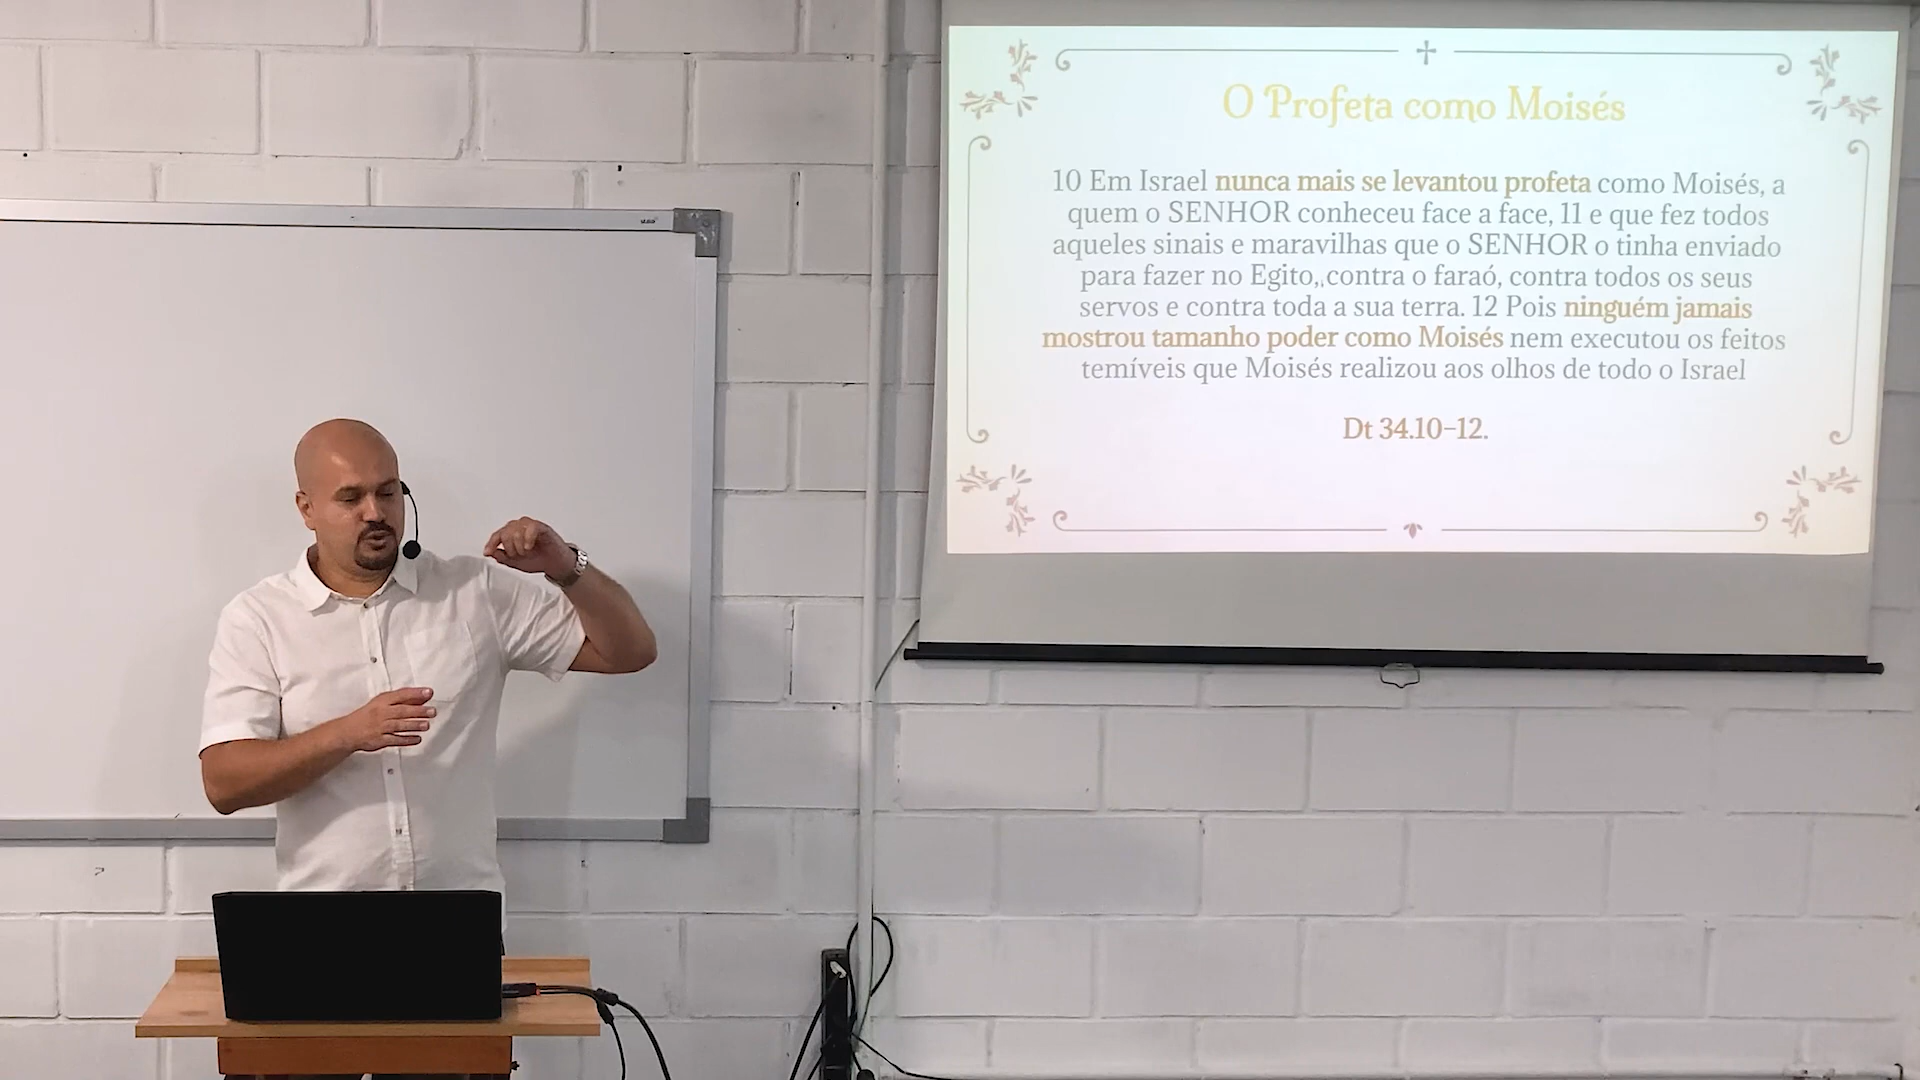 O Profeta como Moisés
10 Em Israel nunca mais se levantou profeta como Moisés, a
quem o SENHOR conheceu face a face, 11 e que fez todos
aqueles sinais e maravilhas que o SENHOR o tinha enviado
para fazer no Egito, contra o faraó, contra todos os seus
servos e contra toda a sua terra. 12 Pois ninguém jamais
mostrou tamanho poder como Moisés nem executou os feitos
temíveis que Moisés realizou aos olhos de todo o Israel
Dt 34.10-12.